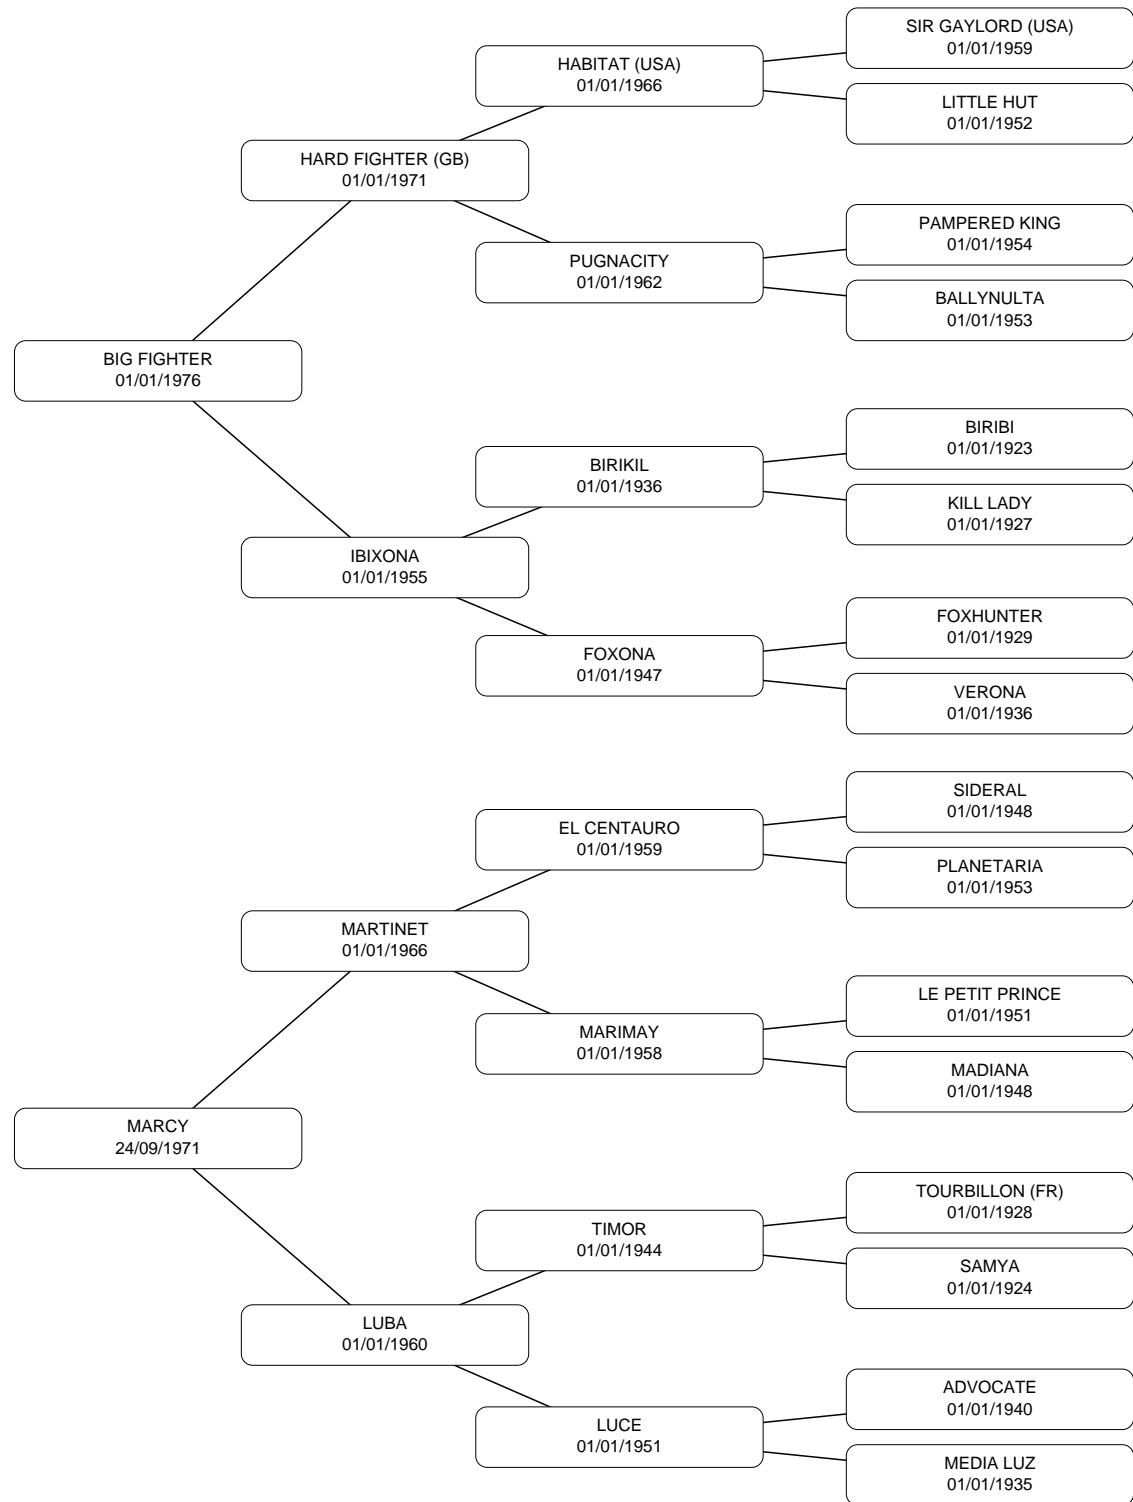 SIR GAYLORD (USA)
01/01/1959
HABITAT (USA)
01/01/1966
LITTLE HUT
01/01/1952
HARD FIGHTER (GB)
01/01/1971
PAMPERED KING
01/01/1954
PUGNACITY
01/01/1962
BALLYNULTA
01/01/1953
BIG FIGHTER
01/01/1976
BIRIBI
01/01/1923
BIRIKIL
01/01/1936
KILL LADY
01/01/1927
IBIXONA
01/01/1955
FOXHUNTER
01/01/1929
FOXONA
01/01/1947
VERONA
01/01/1936
SIDERAL
01/01/1948
EL CENTAURO
01/01/1959
PLANETARIA
01/01/1953
MARTINET
01/01/1966
LE PETIT PRINCE
01/01/1951
MARIMAY
01/01/1958
MADIANA
01/01/1948
MARCY
24/09/1971
TOURBILLON (FR)
01/01/1928
TIMOR
01/01/1944
SAMYA
01/01/1924
LUBA
01/01/1960
ADVOCATE
01/01/1940
LUCE
01/01/1951
MEDIA LUZ
01/01/1935